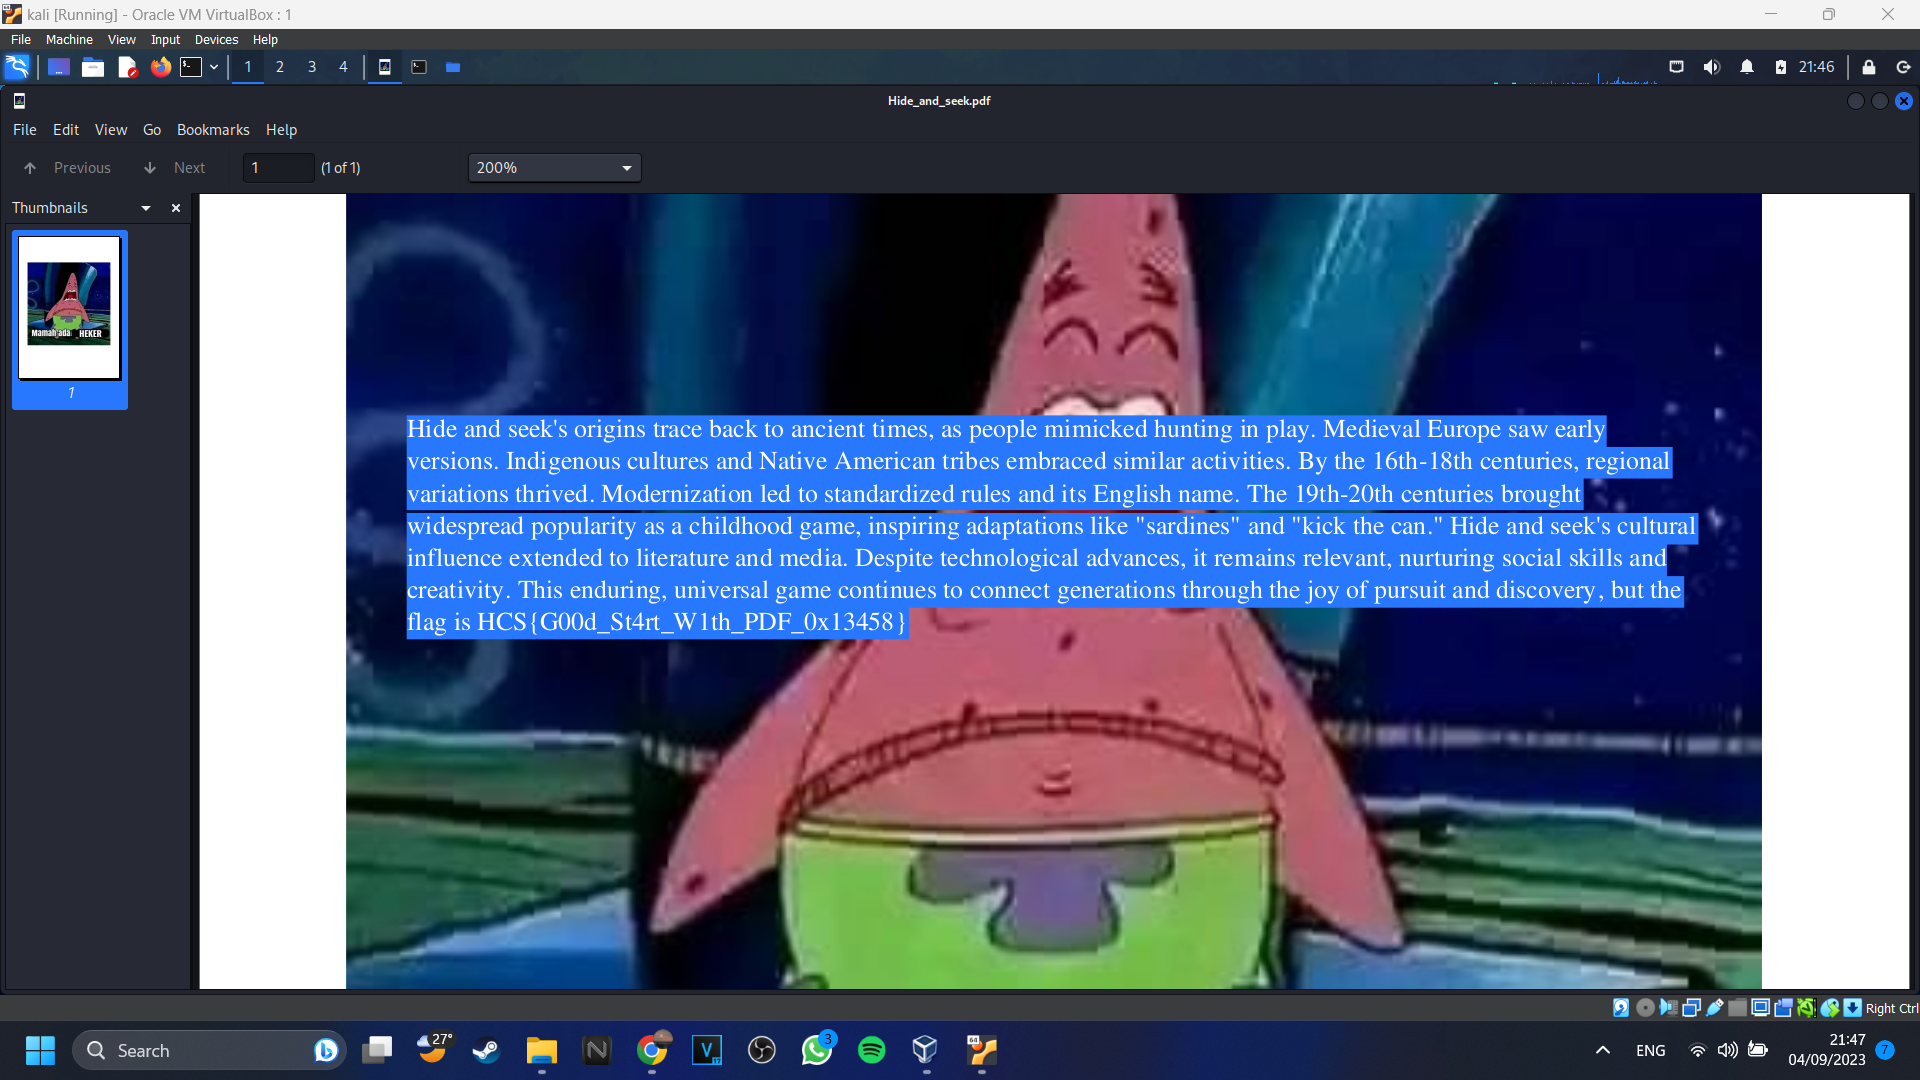 kali [Running] - Oracle VM VirtualBox : 1
File Machine View Input Devices Help
1 2 3 4
21:46
Hide_and_seek.pdf
File Edit View Go Bookmarks Help
Previous Next 1 (1 of 1) 200%
Thumbnails
Mamah ada HEKER
1
Hide and seek's origins trace back to ancient times, as people mimicked hunting in play. Medieval Europe saw early
versions. Indigenous cultures and Native American tribes embraced similar activities. By the 16th-18th centuries, regional
variations thrived. Modernization led to standardized rules and its English name. The 19th-20th centuries brought
widespread popularity as a childhood game, inspiring adaptations like "sardines" and "kick the can." Hide and seek's cultural
influence extended to literature and media. Despite technological advances, it remains relevant, nurturing social skills and
creativity. This enduring, universal game continues to connect generations through the joy of pursuit and discovery, but the
flag is HCS{G00d_St4rt_W1th_PDF_0x13458}
Right Ctrl
Search
27°
3
64
ENG
21:47
04/09/2023
7